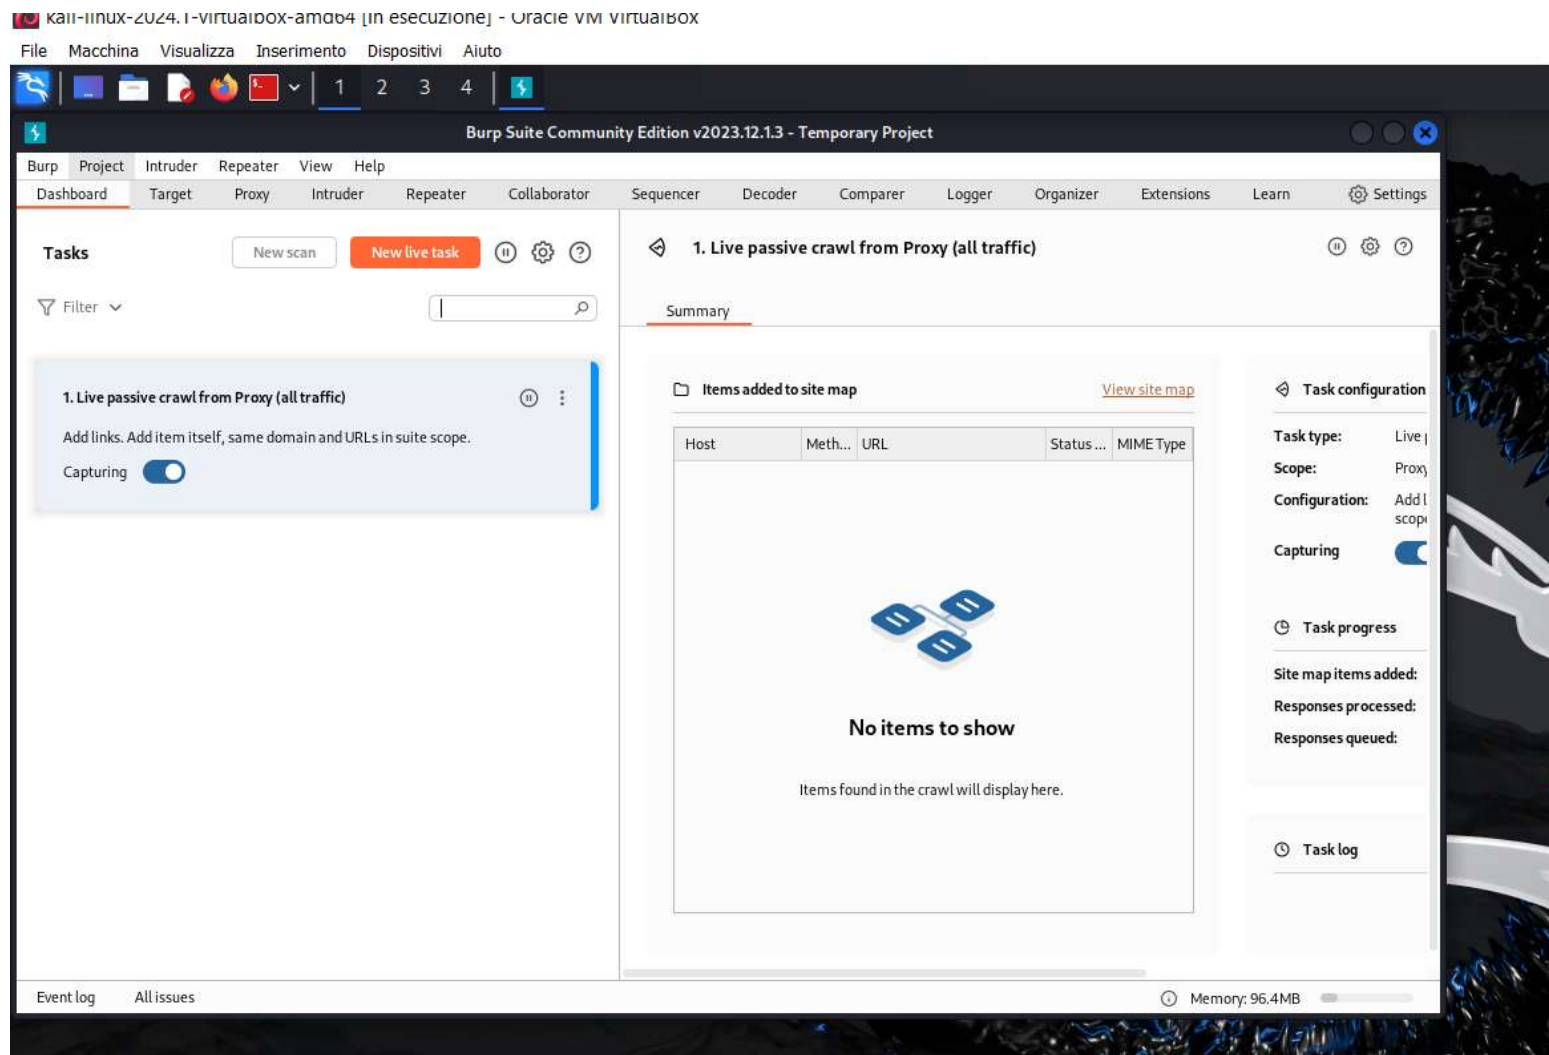 kali-linux-2024.1-virtualbox-amd64 [in esecuzione] - Oracle VM VirtualBox
File Macchina Visualizza Inserimento Dispositivi Aiuto
1 2 3 4
Burp Suite Community Edition v2023.12.1.3 - Temporary Project
Burp Project Intruder Repeater View Help
Dashboard Target Proxy Intruder Repeater Collaborator Sequencer Decoder Comparer Logger Organizer Extensions Learn Settings
Tasks New scan New live task
Filter
1. Live passive crawl from Proxy (all traffic)
Add links. Add item itself, same domain and URLs in suite scope.
Capturing
1. Live passive crawl from Proxy (all traffic)
Summary
Items added to site map View site map
Host Meth... URL Status ... MIME Type
No items to show
Items found in the crawl will display here.
Task configuration
Task type: Live
Scope: Proxy
Configuration: Add l
scop
Capturing
Task progress
Site map items added:
Responses processed:
Responses queued:
Task log
Event log All issues Memory: 96.4MB